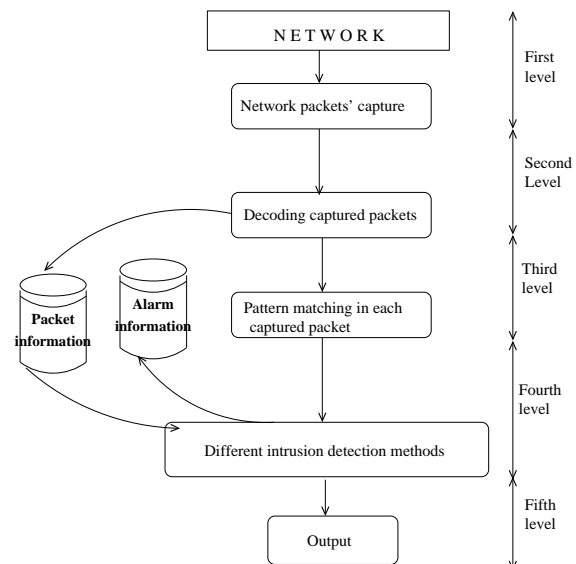 N E T W O R K
First
level
Network packets' capture
Second
Level
Decoding captured packets
Third
level
Alarm
information
Packet
information
Pattern matching in each
captured packet
Fourth
level
Different intrusion detection methods
Fifth
level
Output